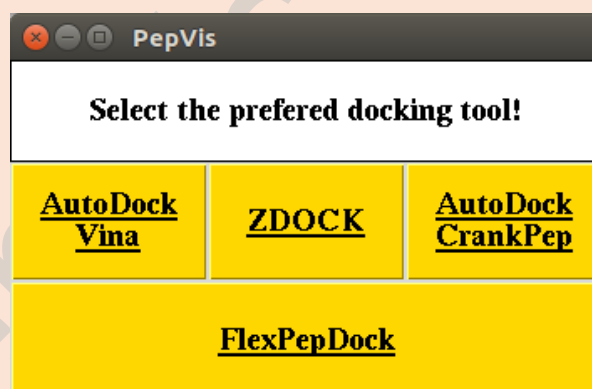 PepVis
Select the prefered docking tool!
AutoDock
Vina
ZDOCK
AutoDock
CrankPep
FlexPepDock